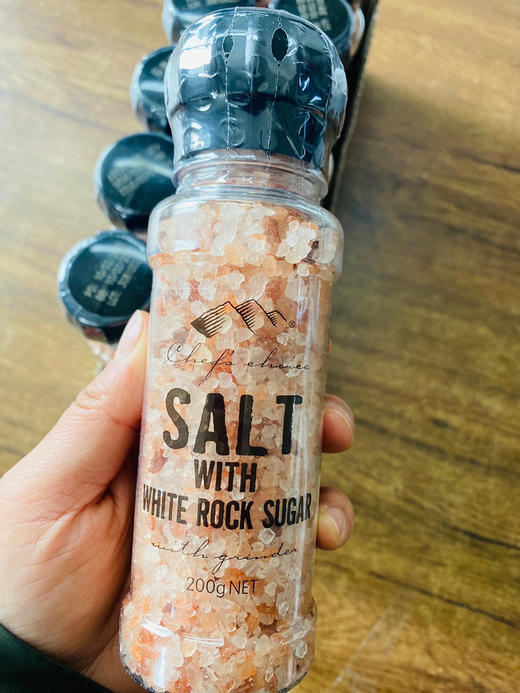 ®
Chef's choice
SALT
WITH
WHITE ROCK SUGAR
with grinder
200g NET